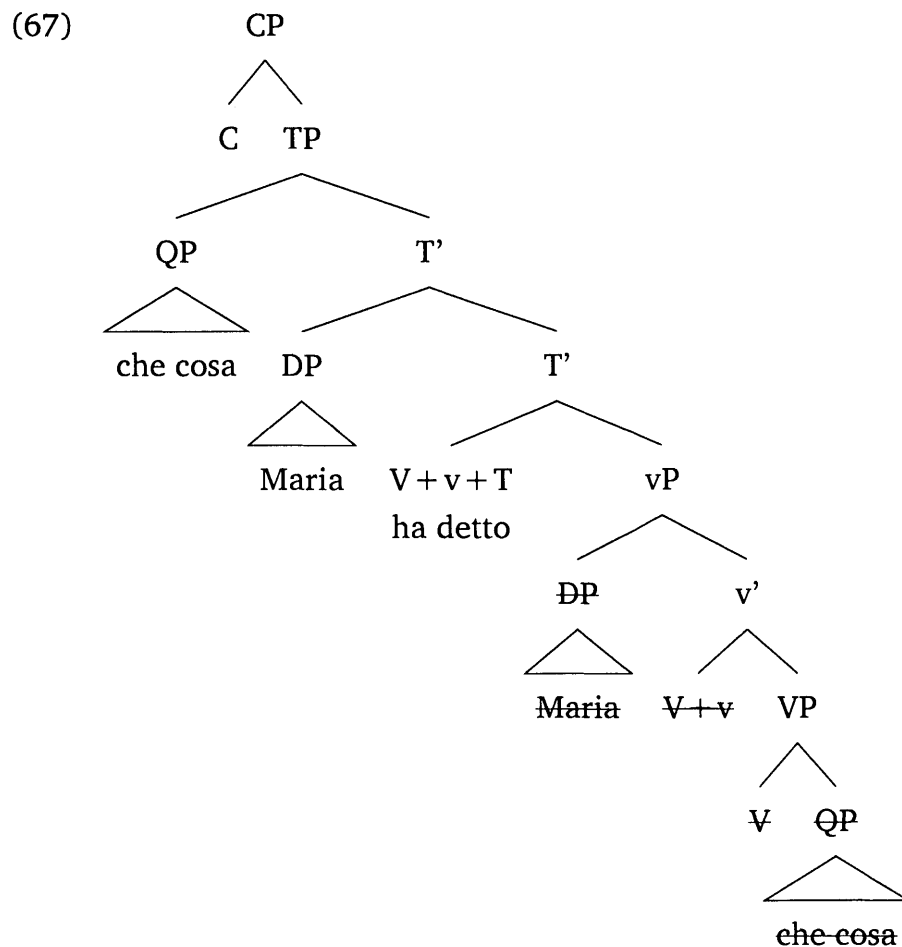 (67) CP
C TP
QP T’
che cosa DP T’
Maria V+v+T vP
ha detto
DP v’
Maria V+v VP
V QP
che cosa